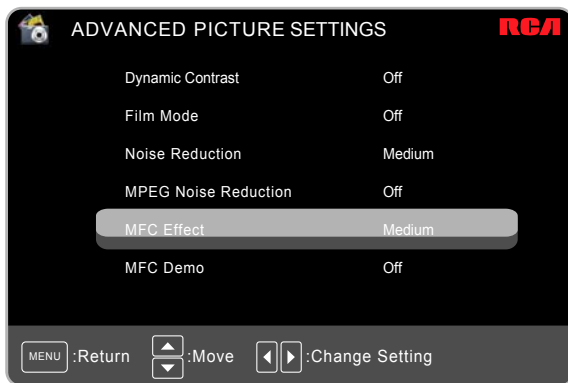 ADVANCED PICTURE SETTINGS RCA
Dynamic Contrast Off
Film Mode Off
Noise Reduction Medium
MPEG Noise Reduction Off
MFC Effect Medium
MFC Demo Off
MENU :Return :Move :Change Setting